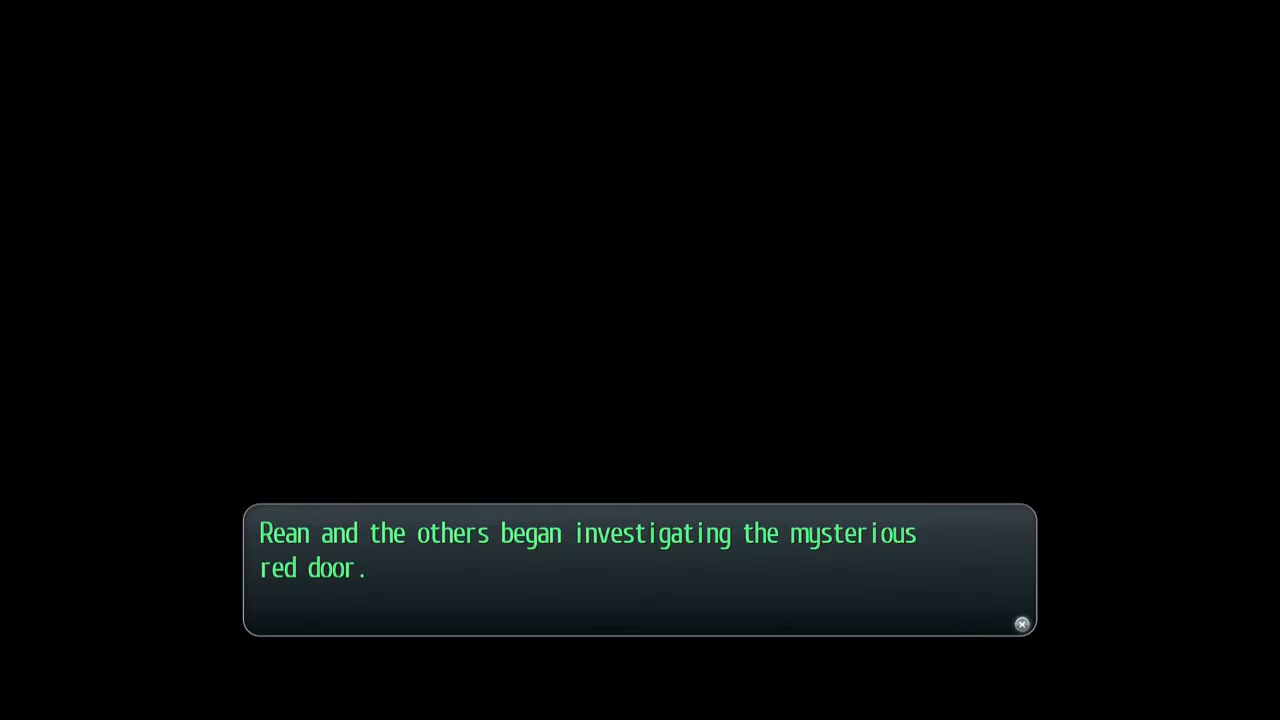 Rean and the others began investigating the mysterious
red door.